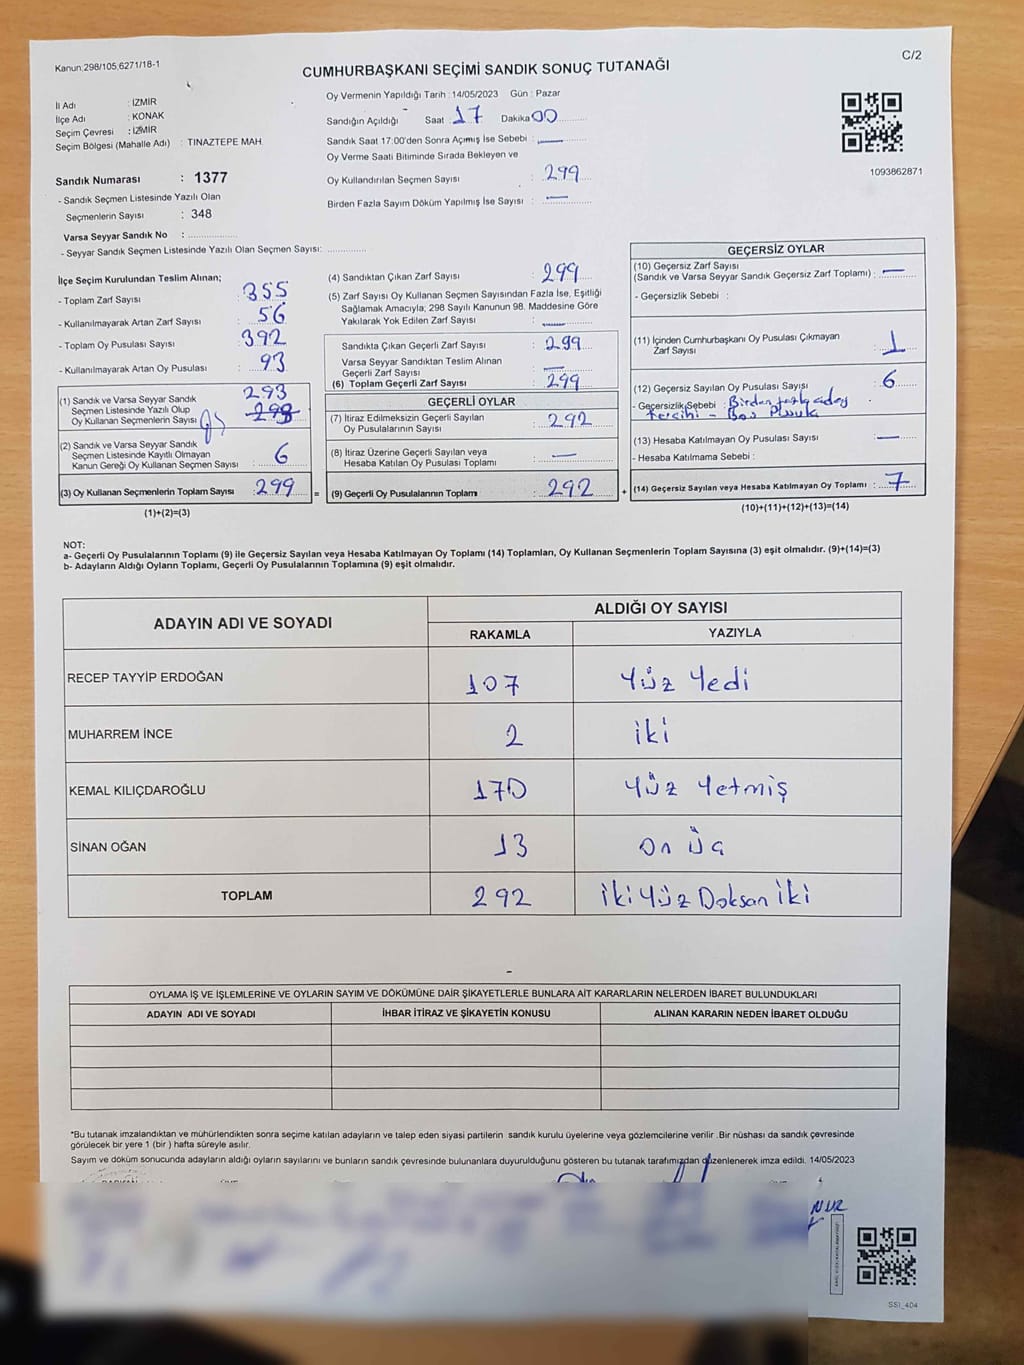 Kanun:298/105,6271/18-1
C/2
CUMHURBAŞKANI SEÇİMİ SANDIK SONUÇ TUTANAĞI
İl Adı : İZMİR
İlçe Adı : KONAK
Seçim Çevresi : İZMİR
Seçim Bölgesi (Mahalle Adı) : TINAZTEPE MAH.
Sandık Numarası : 1377
- Sandık Seçmen Listesinde Yazılı Olan
Seçmenlerin Sayısı : 348
Varsa Seyyar Sandık No :
- Seyyar Sandık Seçmen Listesinde Yazılı Olan Seçmen Sayısı:
Oy Vermenin Yapıldığı Tarih : 14/05/2023 Gün : Pazar
Sandığın Açıldığı Saat : 17 Dakika 00
Sandık Saat 17:00'den Sonra Açımış İse Sebebi : —
Oy Verme Saati Bitiminde Sırada Bekleyen ve
Oy Kullandırılan Seçmen Sayısı : 299
Birden Fazla Sayım Döküm Yapılmış İse Sayısı : —
1093862871
İlçe Seçim Kurulundan Teslim Alınan;
- Toplam Zarf Sayısı : 355
- Kullanılmayarak Artan Zarf Sayısı : 56
- Toplam Oy Pusulası Sayısı : 392
- Kullanılmayarak Artan Oy Pusulası : 93
(1) Sandık ve Varsa Seyyar Sandık 293
Seçmen Listesinde Yazılı Olup
Oy Kullanan Seçmenlerin Sayısı
(2) Sandık ve Varsa Seyyar Sandık
Seçmen Listesinde Kayıtlı Olmayan
Kanun Gereği Oy Kullanan Seçmen Sayısı : 6
(3) Oy Kullanan Seçmenlerin Toplam Sayısı : 299
(1)+(2)=(3)
(4) Sandıktan Çıkan Zarf Sayısı : 299
(5) Zarf Sayısı Oy Kullanan Seçmen Sayısından Fazla İse, Eşitliği
Sağlamak Amacıyla; 298 Sayılı Kanunun 98. Maddesine Göre
Yakılarak Yok Edilen Zarf Sayısı : —
Sandıkta Çıkan Geçerli Zarf Sayısı : 299
Varsa Seyyar Sandıktan Teslim Alınan
Geçerli Zarf Sayısı : —
(6) Toplam Geçerli Zarf Sayısı : 299
GEÇERLİ OYLAR
(7) İtiraz Edilmeksizin Geçerli Sayılan
Oy Pusulalarının Sayısı : 292
(8) İtiraz Üzerine Geçerli Sayılan veya
Hesaba Katılan Oy Pusulası Toplamı : —
= (9) Geçerli Oy Pusulalarının Toplamı : 292 +
GEÇERSİZ OYLAR
(10) Geçersiz Zarf Sayısı
(Sandık ve Varsa Seyyar Sandık Geçersiz Zarf Toplamı) : —
- Geçersizlik Sebebi :
(11) İçinden Cumhurbaşkanı Oy Pusulası Çıkmayan
Zarf Sayısı : 1
(12) Geçersiz Sayılan Oy Pusulası Sayısı : 6
- Geçersizlik Sebebi : Birden fazla aday
tercihi - Boş Pusula
(13) Hesaba Katılmayan Oy Pusulası Sayısı : —
- Hesaba Katılmama Sebebi :
(14) Geçersiz Sayılan veya Hesaba Katılmayan Oy Toplamı : 7
(10)+(11)+(12)+(13)=(14)
NOT:
a- Geçerli Oy Pusulalarının Toplamı (9) ile Geçersiz Sayılan veya Hesaba Katılmayan Oy Toplamı (14) Toplamları, Oy Kullanan Seçmenlerin Toplam Sayısına (3) eşit olmalıdır. (9)+(14)=(3)
b- Adayların Aldığı Oyların Toplamı, Geçerli Oy Pusulalarının Toplamına (9) eşit olmalıdır.
ADAYIN ADI VE SOYADI
ALDIĞI OY SAYISI
RAKAMLA YAZIYLA
RECEP TAYYİP ERDOĞAN 107 Yüz Yedi
MUHARREM İNCE 2 iki
KEMAL KILIÇDAROĞLU 170 Yüz Yetmiş
SİNAN OĞAN 13 On Üç
TOPLAM 292 İki Yüz Doksan İki
OYLAMA İŞ VE İŞLEMLERİNE VE OYLARIN SAYIM VE DÖKÜMÜNE DAİR ŞİKAYETLERLE BUNLARA AİT KARARLARIN NELERDEN İBARET BULUNDUKLARI
ADAYIN ADI VE SOYADI İHBAR İTİRAZ VE ŞİKAYETİN KONUSU ALINAN KARARIN NEDEN İBARET OLDUĞU
*Bu tutanak imzalandıktan ve mühürlendikten sonra seçime katılan adayların ve talep eden siyasi partilerin sandık kurulu üyelerine veya gözlemcilerine verilir .Bir nüshası da sandık çevresinde
görülecek bir yere 1 (bir ) hafta süreyle asılır.
Sayım ve döküm sonucunda adayların aldığı oyların sayılarını ve bunların sandık çevresinde bulunanlara duyurulduğunu gösteren bu tutanak tarafımızdan düzenlenerek imza edildi. 14/05/2023
NUR
SS1_404